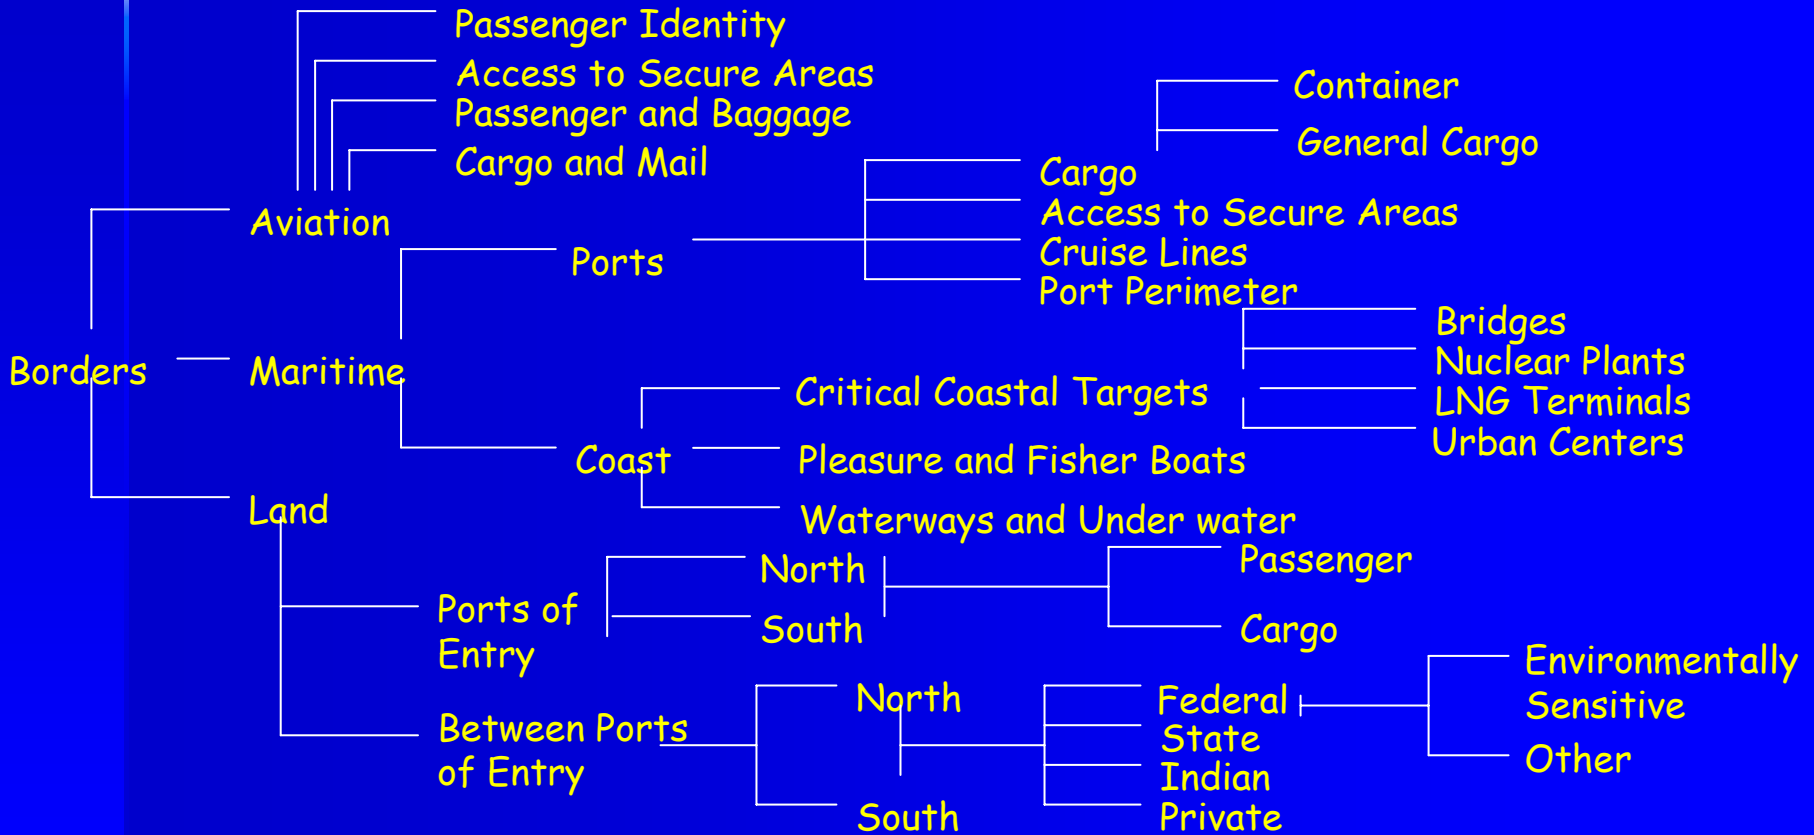 Passenger Identity
Access to Secure Areas
Passenger and Baggage
Cargo and Mail
Container
General Cargo
Cargo
Access to Secure Areas
Cruise Lines
Port Perimeter
Aviation
Ports
Bridges
Nuclear Plants
LNG Terminals
Urban Centers
Borders
Maritime
Critical Coastal Targets
Coast
Pleasure and Fisher Boats
Waterways and Under water
Land
Ports of
Entry
North
South
Passenger
Cargo
Between Ports
of Entry
North
South
Federal
State
Indian
Private
Environmentally
Sensitive
Other